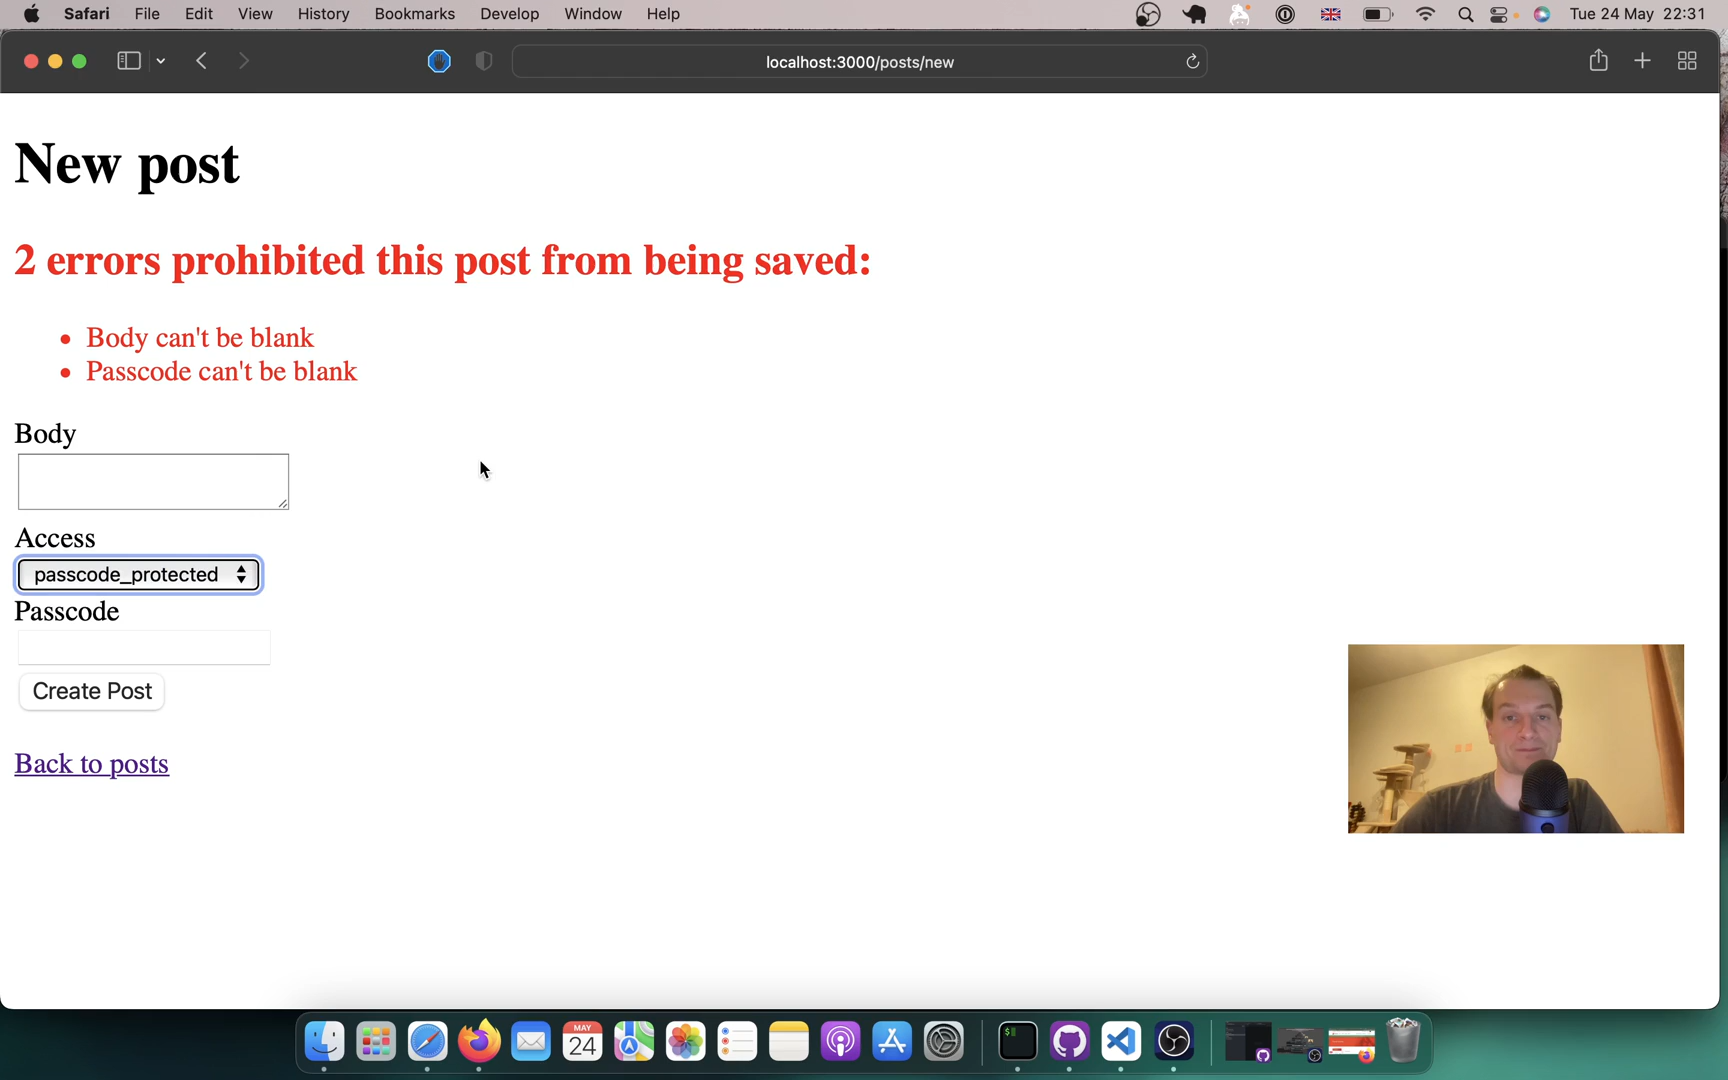 Safari File Edit View History Bookmarks Develop Window Help Tue 24 May 22:31
localhost:3000/posts/new
New post
2 errors prohibited this post from being saved:
Body can't be blank
Passcode can't be blank
Body
Access
passcode_protected
Passcode
Create Post
Back to posts
MAY
24
$